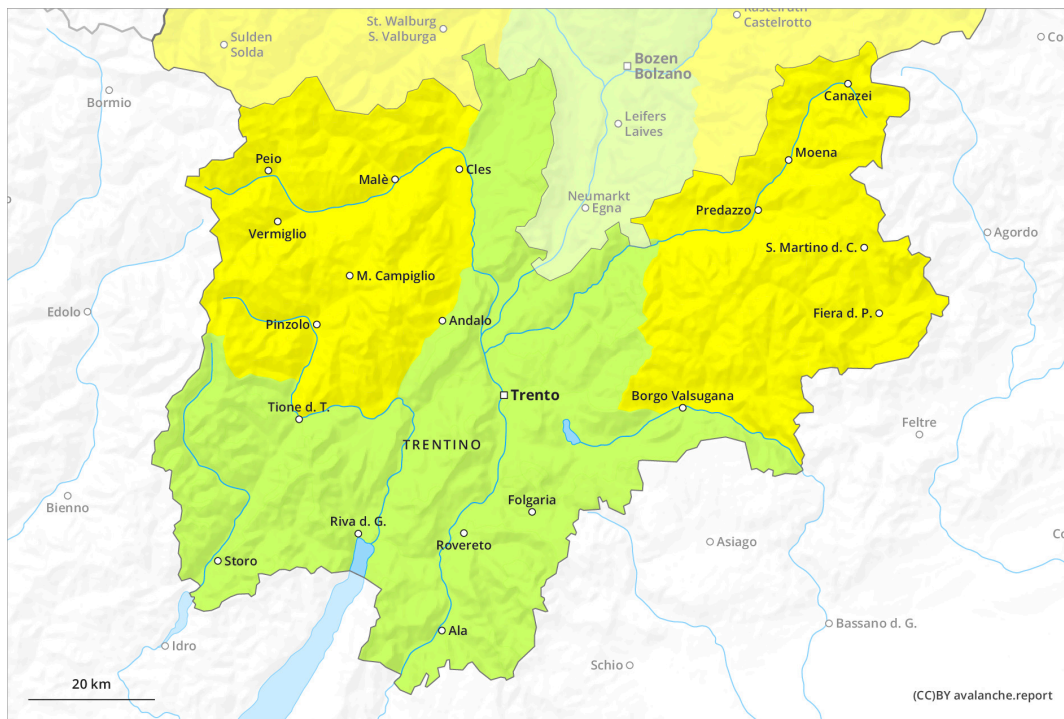 St. Walburg
S. Valburga
Kastelruth
Castelrotto
Sulden
Solda
Bozen
Bolzano
Bormio
Canazei
Leifers
Laives
Moena
Peio
Malè
Cles
Neumarkt
Egna
Predazzo
Vermiglio
Agordo
S. Martino d. C.
M. Campiglio
Edolo
Pinzolo
Andalo
Fiera d. P.
Trento
Borgo Valsugana
Tione d. T.
Feltre
TRENTINO
Bienno
Folgaria
Riva d. G.
Rovereto
Asiago
Storo
Ala
Bassano d. G.
Idro
Schio
20 km
(CC)BY avalanche.report